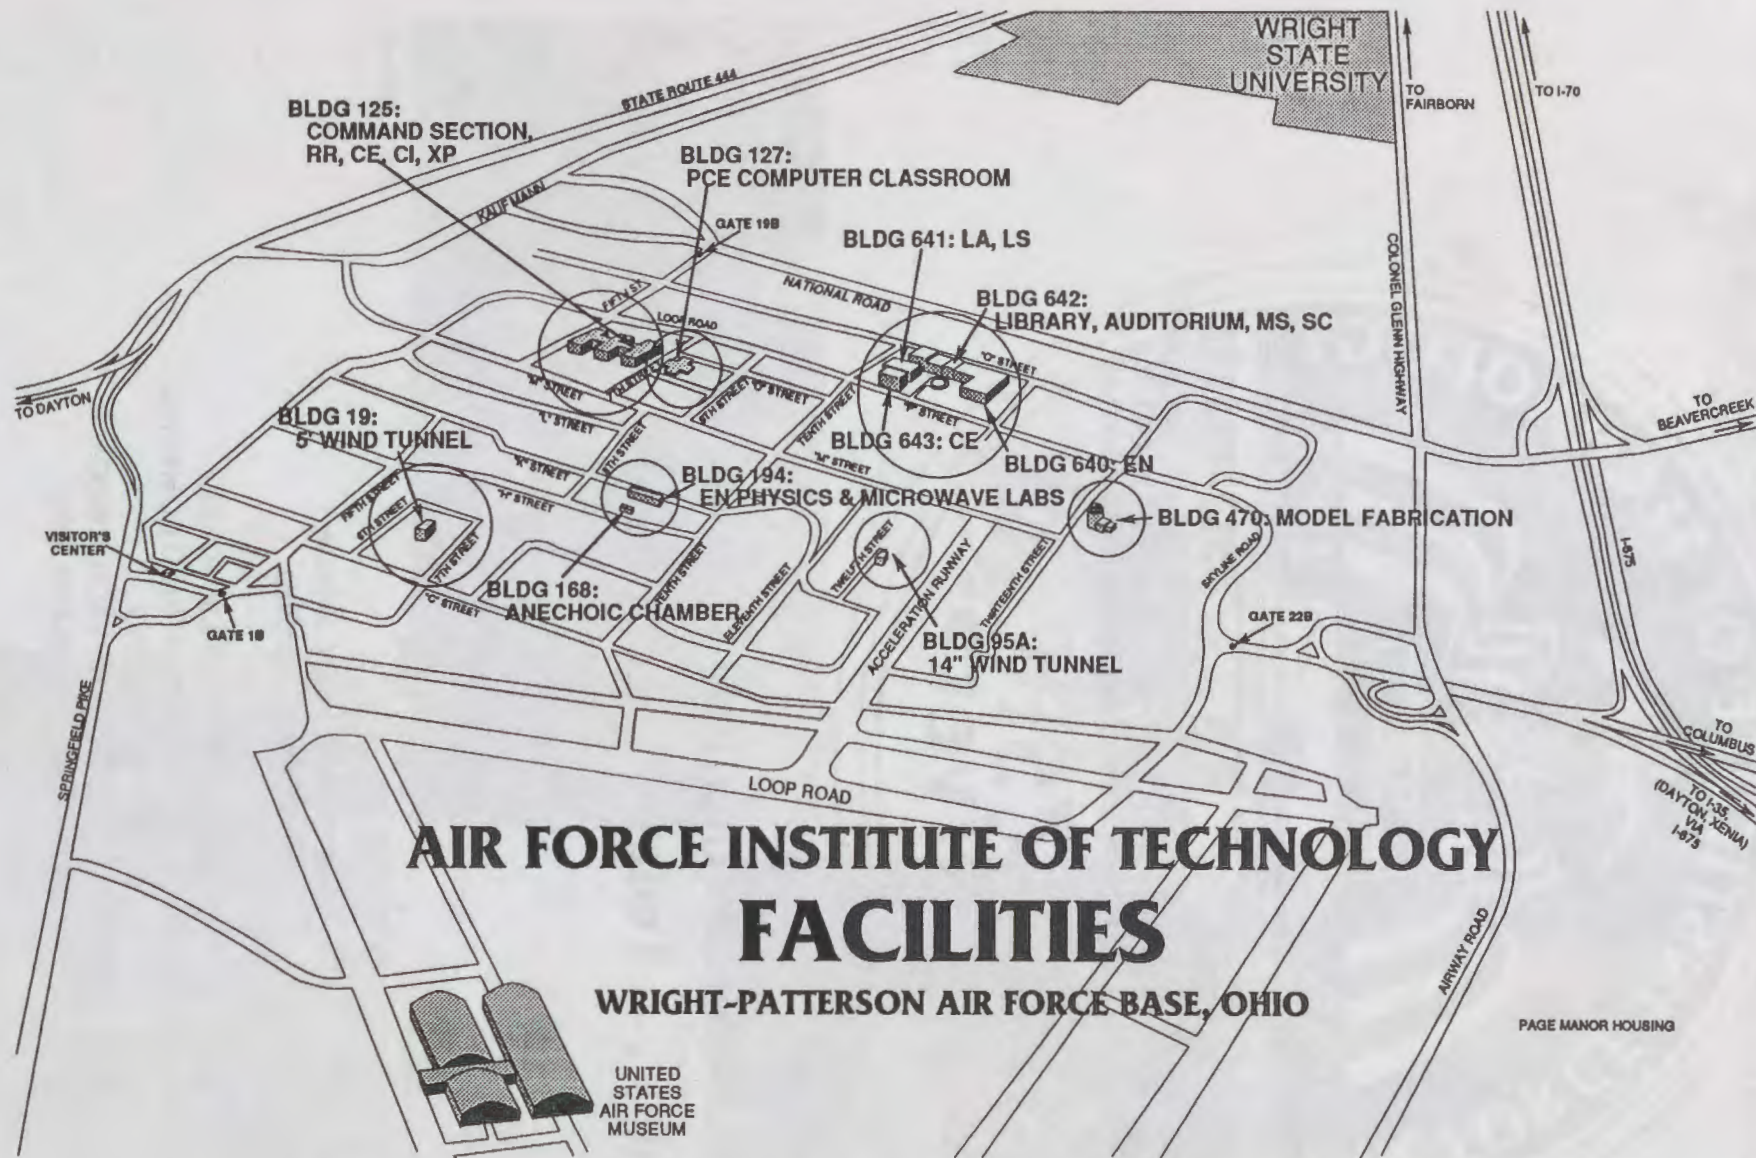 WRIGHT
STATE
UNIVERSITY
TO
FAIRBORN
TO I-70
STATE ROUTE 444
BLDG 125:
COMMAND SECTION,
RR, CE, CI, XP
BLDG 127:
PCE COMPUTER CLASSROOM
KAUFMANN
GATE 19B
BLDG 641: LA, LS
COLONEL GLENN HIGHWAY
NATIONAL ROAD
BLDG 642:
LIBRARY, AUDITORIUM, MS, SC
FIFTH ST.
LOOP ROAD
"O" STREET
TO DAYTON
"M" STREET
STREET
8TH STREET
STREET
TENTH STREET
"P" STREET
TO
BEAVERCREEK
BLDG 19:
5' WIND TUNNEL
"L" STREET
BLDG 643: CE
"M" STREET
BLDG 640: EN
"K" STREET
8TH STREET
BLDG 194:
EN PHYSICS & MICROWAVE LABS
FIFTH STREET
6TH STREET
"H" STREET
BLDG 470: MODEL FABRICATION
VISITOR'S
CENTER
7TH STREET
TWELFTH STREET
I-675
SKYLINE ROAD
BLDG 168:
ANECHOIC CHAMBER
"C" STREET
TENTH STREET
ELEVENTH STREET
ACCELERATION RUNWAY
THIRTEENTH STREET
GATE 1B
GATE 22B
BLDG 95A:
14" WIND TUNNEL
SPRINGFIELD PIKE
TO
COLUMBUS
LOOP ROAD
TO I-35,
(DAYTON, XENIA)
VIA
I-675
AIR FORCE INSTITUTE OF TECHNOLOGY
FACILITIES
WRIGHT-PATTERSON AIR FORCE BASE, OHIO
AIRWAY ROAD
PAGE MANOR HOUSING
UNITED
STATES
AIR FORCE
MUSEUM